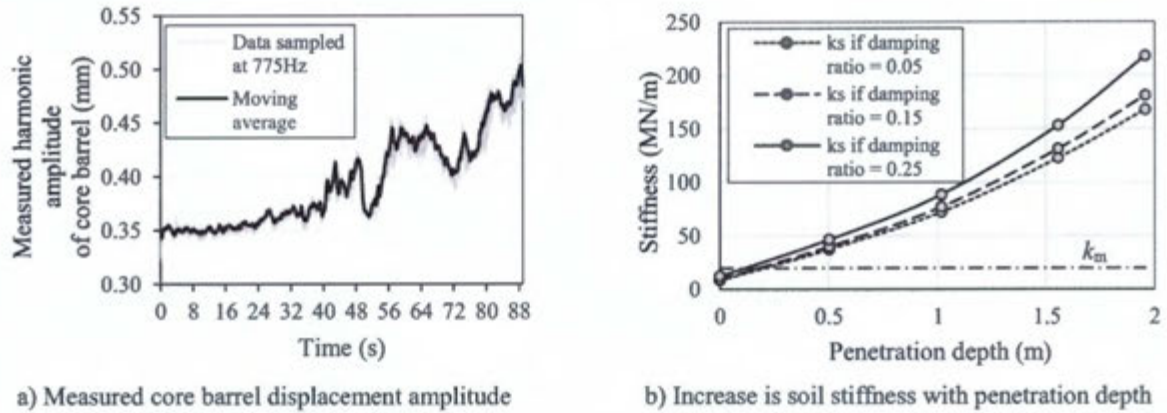 0.55
0.50
0.45
0.40
0.35
0.30
Measured harmonic
amplitude
of core barrel (mm)
Data sampled
at 775Hz
Moving
average
0 8 16 24 32 40 48 56 64 72 80 88
Time (s)
a) Measured core barrel displacement amplitude
250
200
150
100
50
0
Stiffness (MN/m)
ks if damping
ratio = 0.05
ks if damping
ratio = 0.15
ks if damping
ratio = 0.25
km
0 0.5 1 1.5 2
Penetration depth (m)
b) Increase is soil stiffness with penetration depth